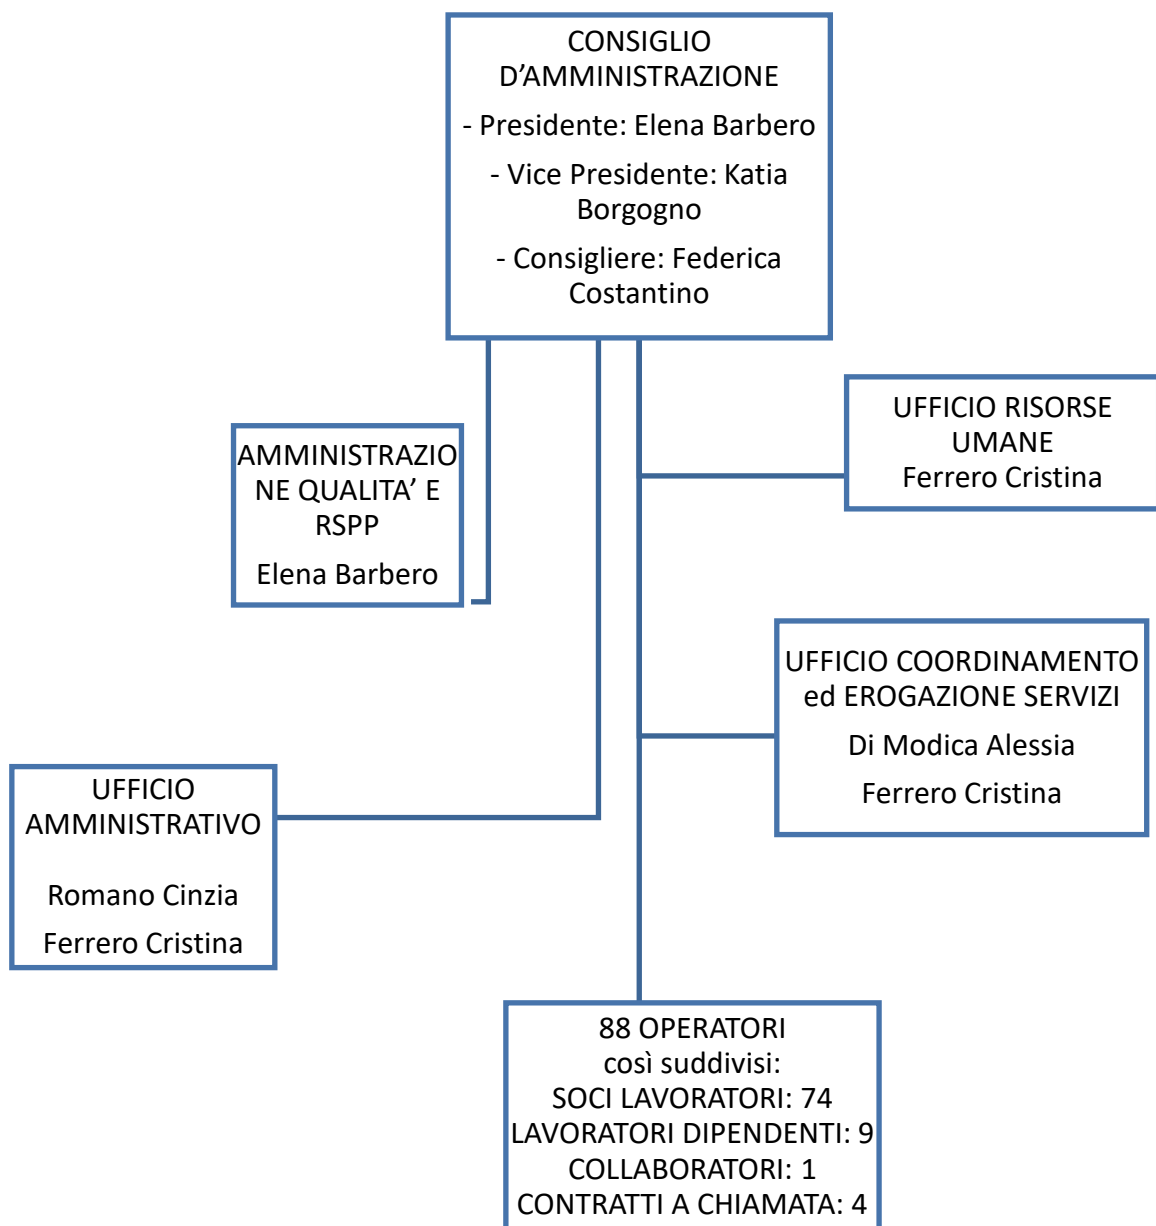 CONSIGLIO
D’AMMINISTRAZIONE
- Presidente: Elena Barbero
- Vice Presidente: Katia
Borgogno
- Consigliere: Federica
Costantino
UFFICIO RISORSE
UMANE
Ferrero Cristina
AMMINISTRAZIO
NE QUALITA’ E
RSPP
Elena Barbero
UFFICIO COORDINAMENTO
ed EROGAZIONE SERVIZI
Di Modica Alessia
Ferrero Cristina
UFFICIO
AMMINISTRATIVO
Romano Cinzia
Ferrero Cristina
88 OPERATORI
così suddivisi:
SOCI LAVORATORI: 74
LAVORATORI DIPENDENTI: 9
COLLABORATORI: 1
CONTRATTI A CHIAMATA: 4